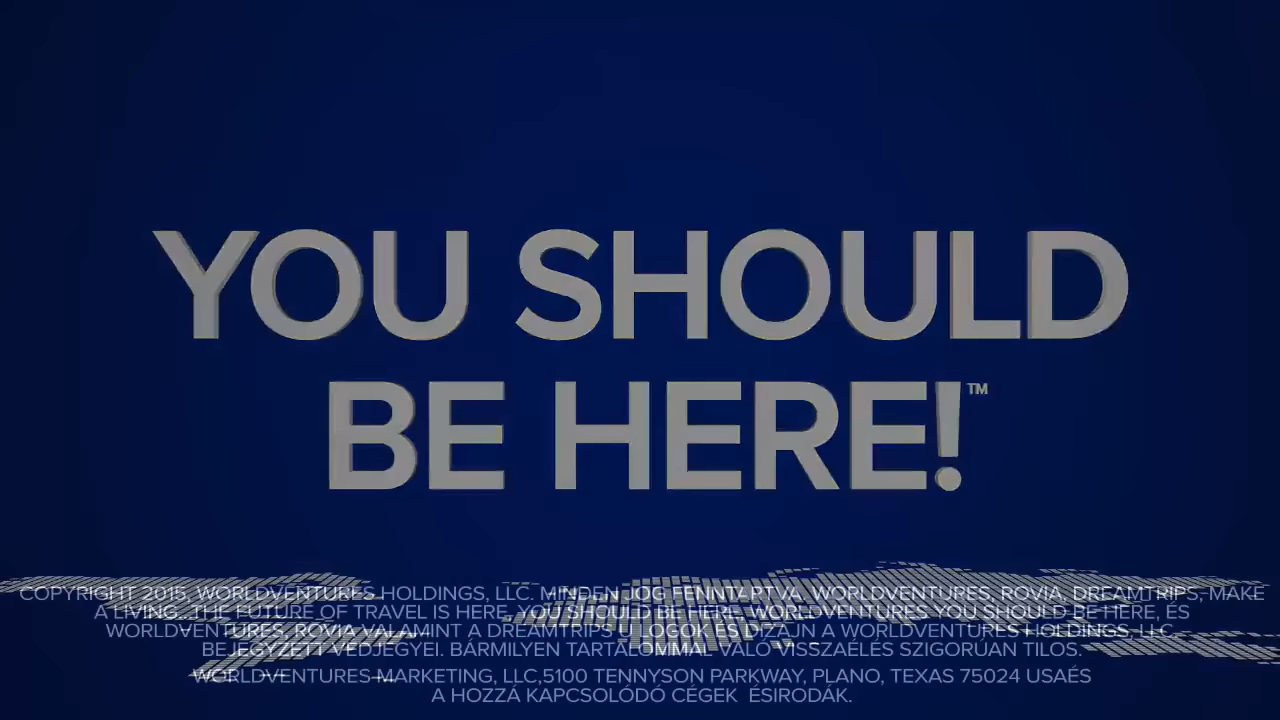 YOU SHOULD
BE HERE!™
COPYRIGHT 2015, WORLDVENTURES HOLDINGS, LLC. MINDEN JOG FENNTARTVA. WORLDVENTURES, ROVIA, DREAMTRIPS, MAKE
A LIVING, THE FUTURE OF TRAVEL IS HERE, YOU SHOULD BE HERE, WORLDVENTURES YOU SHOULD BE HERE, ÉS
WORLDVENTURES, ROVIA VALAMINT A DREAMTRIPS LOGOK ÉS DIZÁJN A WORLDVENTURES HOLDINGS, LLC
BEJEGYZETT VÉDJEGYEI. BÁRMILYEN TARTALOMMAL VALÓ VISSZAÉLÉS SZIGORÚAN TILOS.
WORLDVENTURES MARKETING, LLC,5100 TENNYSON PARKWAY, PLANO, TEXAS 75024 USAÉS
A HOZZÁ KAPCSOLÓDÓ CÉGEK ÉSIRODÁK.